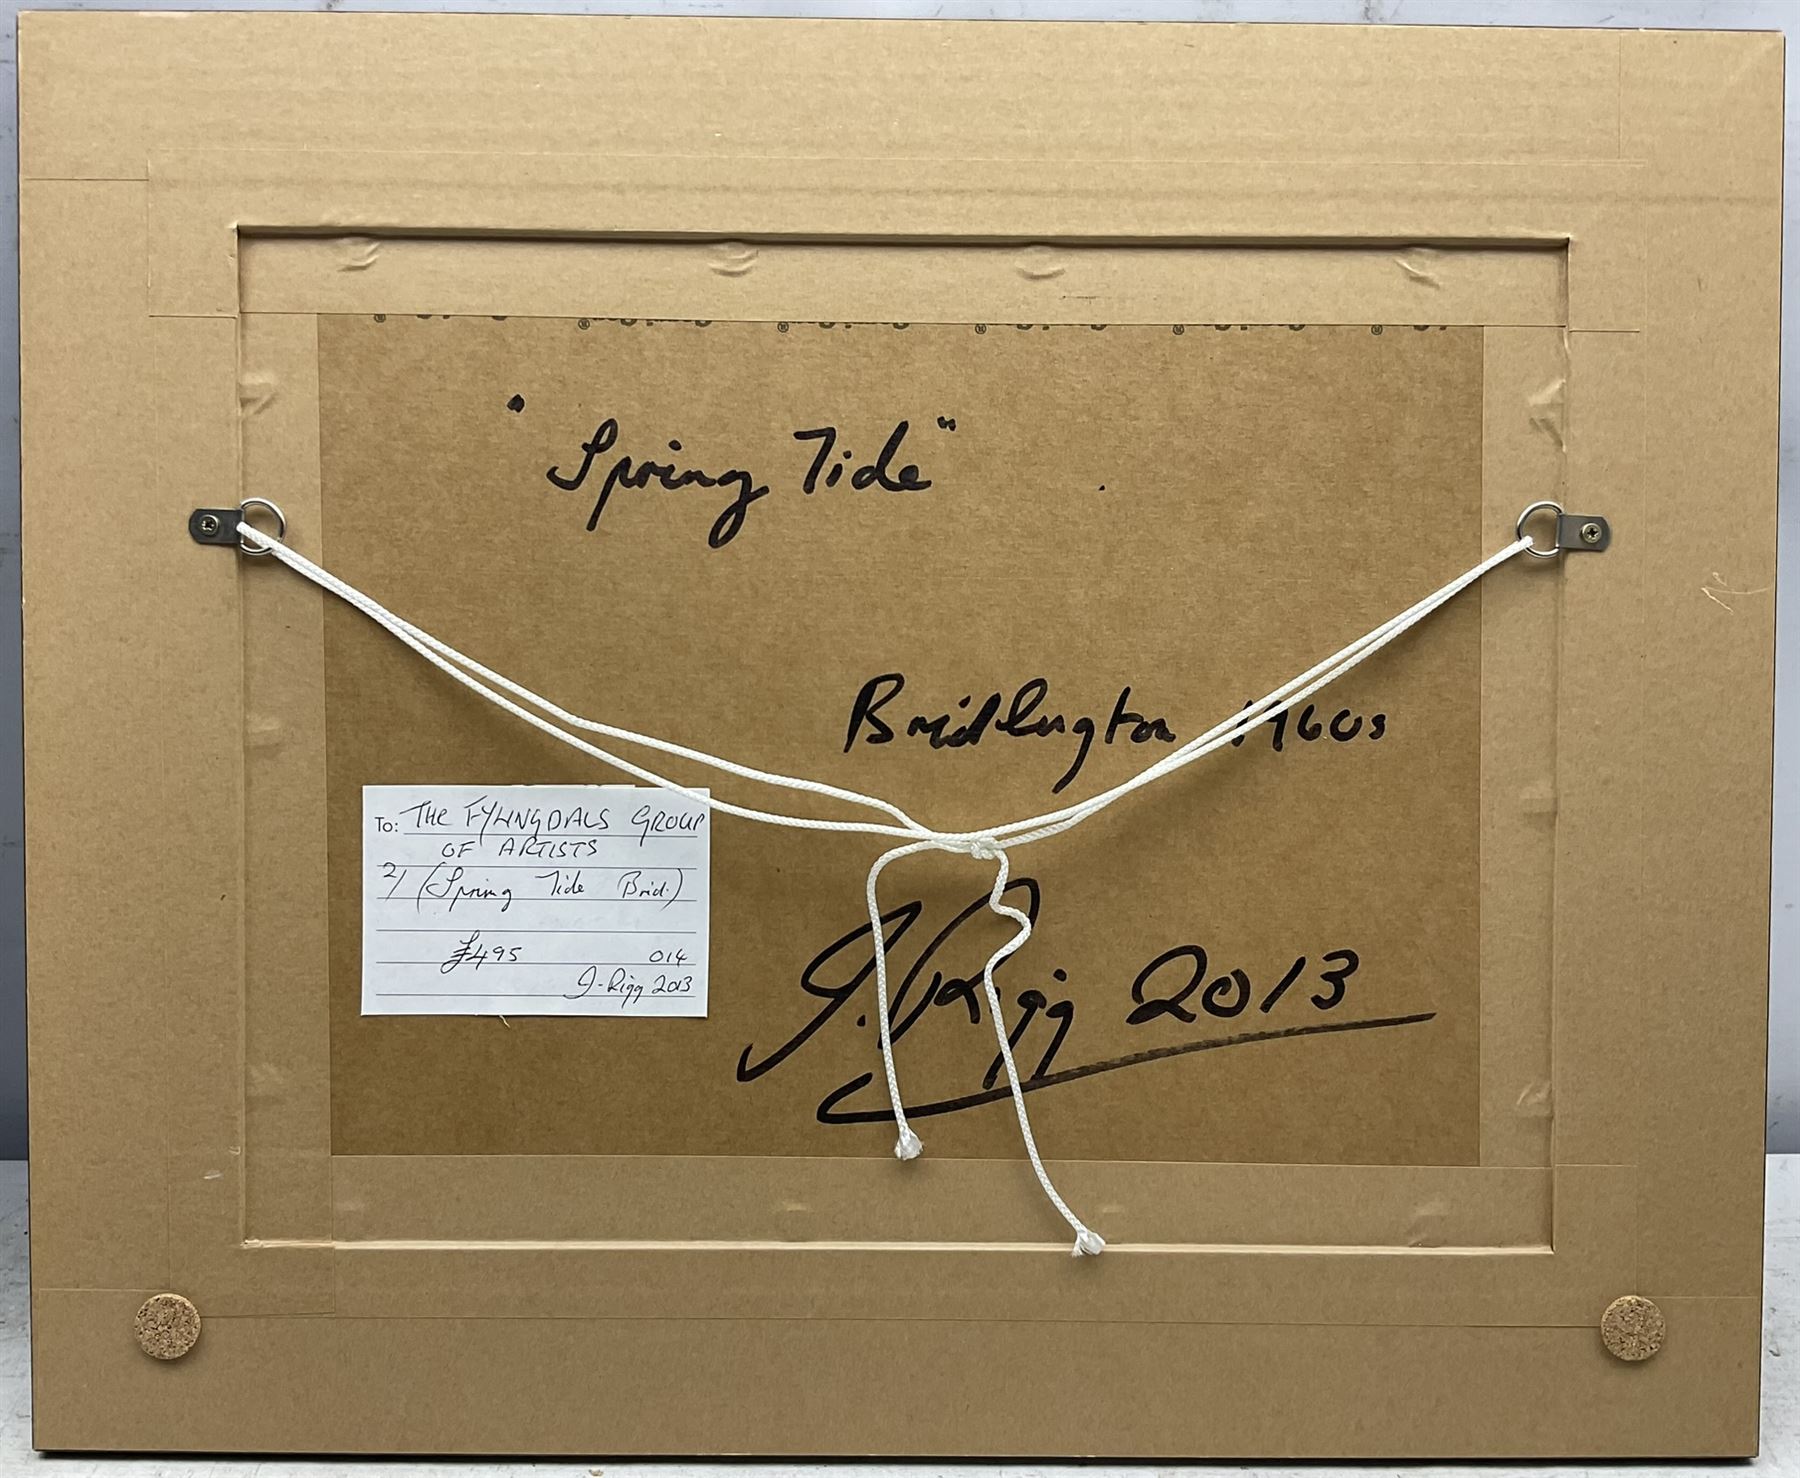 "Spring Tide"
Bridlington 1960s
To: THE FYLINGDALS GROUP
OF ARTISTS
2/ (Spring Tide Brid.)
£495 014
J. Rigg 2013
J. Rigg 2013